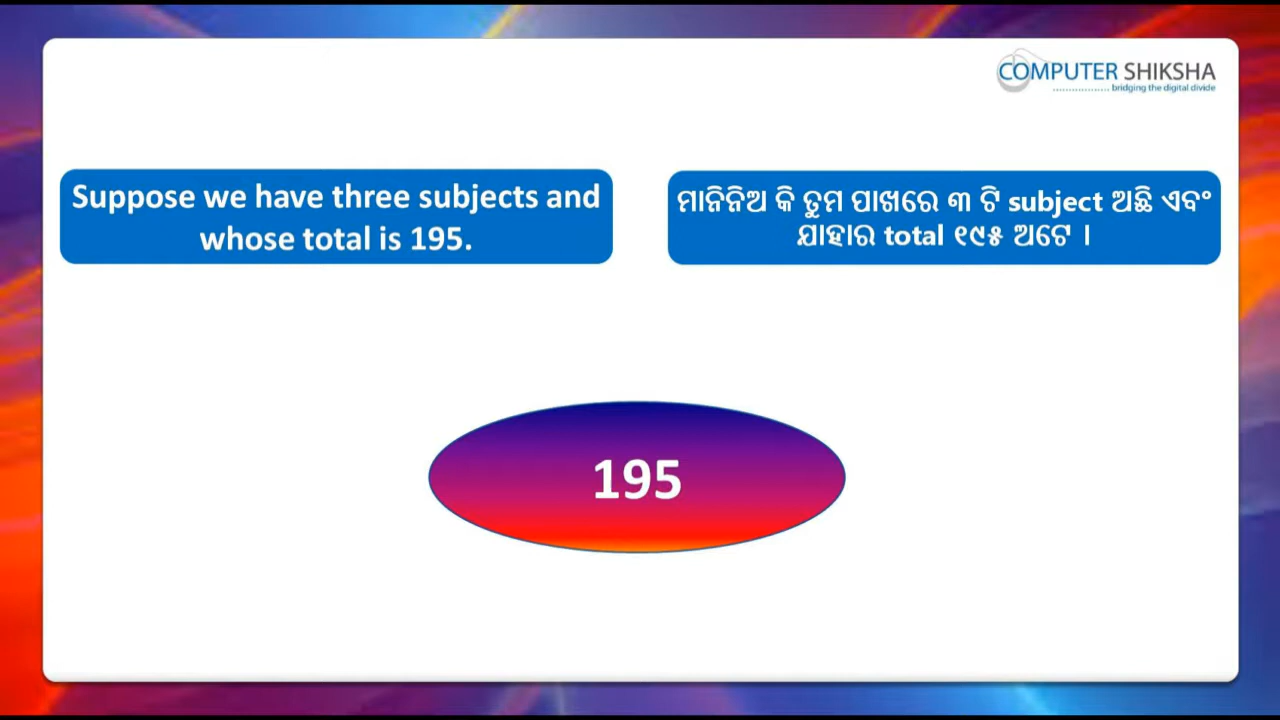 COMPUTER SHIKSHA
bridging the digital divide
Suppose we have three subjects and
whose total is 195.
ମାନିନିଅ କି ତୁମ ପାଖରେ ୩ ଟି subject ଅଛି ଏବଂ
ଯାହାର total ୧୯୫ ଅଟେ ।
195